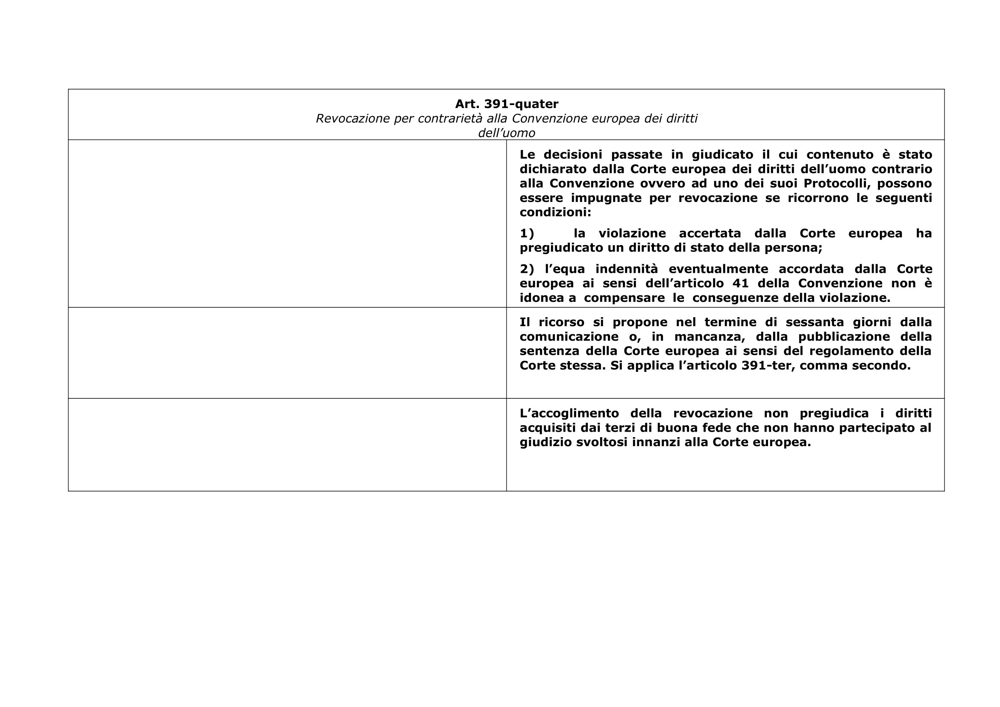 Art. 391-quater
Revocazione per contrarietà alla Convenzione europea dei diritti
dell’uomo
Le decisioni passate in giudicato il cui contenuto è stato
dichiarato dalla Corte europea dei diritti dell’uomo contrario
alla Convenzione ovvero ad uno dei suoi Protocolli, possono
essere impugnate per revocazione se ricorrono le seguenti
condizioni:
1) la violazione accertata dalla Corte europea ha
pregiudicato un diritto di stato della persona;
2) l’equa indennità eventualmente accordata dalla Corte
europea ai sensi dell’articolo 41 della Convenzione non è
idonea a compensare le conseguenze della violazione.
Il ricorso si propone nel termine di sessanta giorni dalla
comunicazione o, in mancanza, dalla pubblicazione della
sentenza della Corte europea ai sensi del regolamento della
Corte stessa. Si applica l’articolo 391-ter, comma secondo.
L’accoglimento della revocazione non pregiudica i diritti
acquisiti dai terzi di buona fede che non hanno partecipato al
giudizio svoltosi innanzi alla Corte europea.